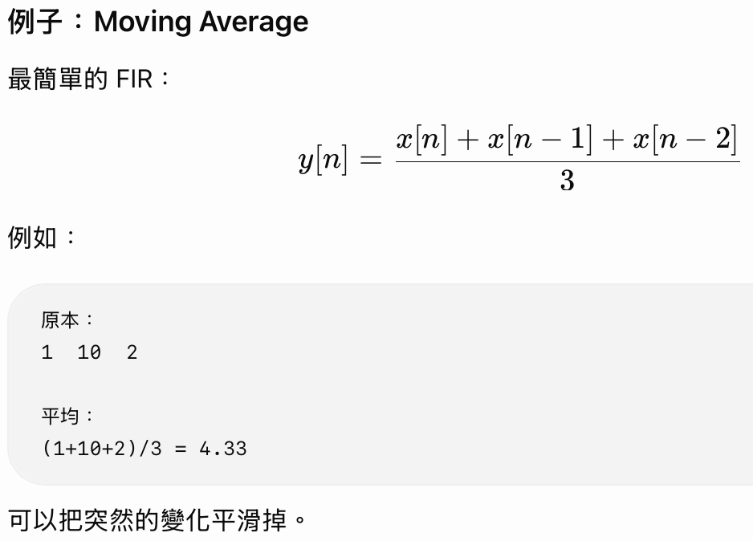 例子：Moving Average
最簡單的 FIR：
y[n] = \frac{x[n] + x[n − 1] + x[n − 2]}{3}
例如：
原本：
1  10  2
平均：
(1+10+2)/3 = 4.33
可以把突然的變化平滑掉。